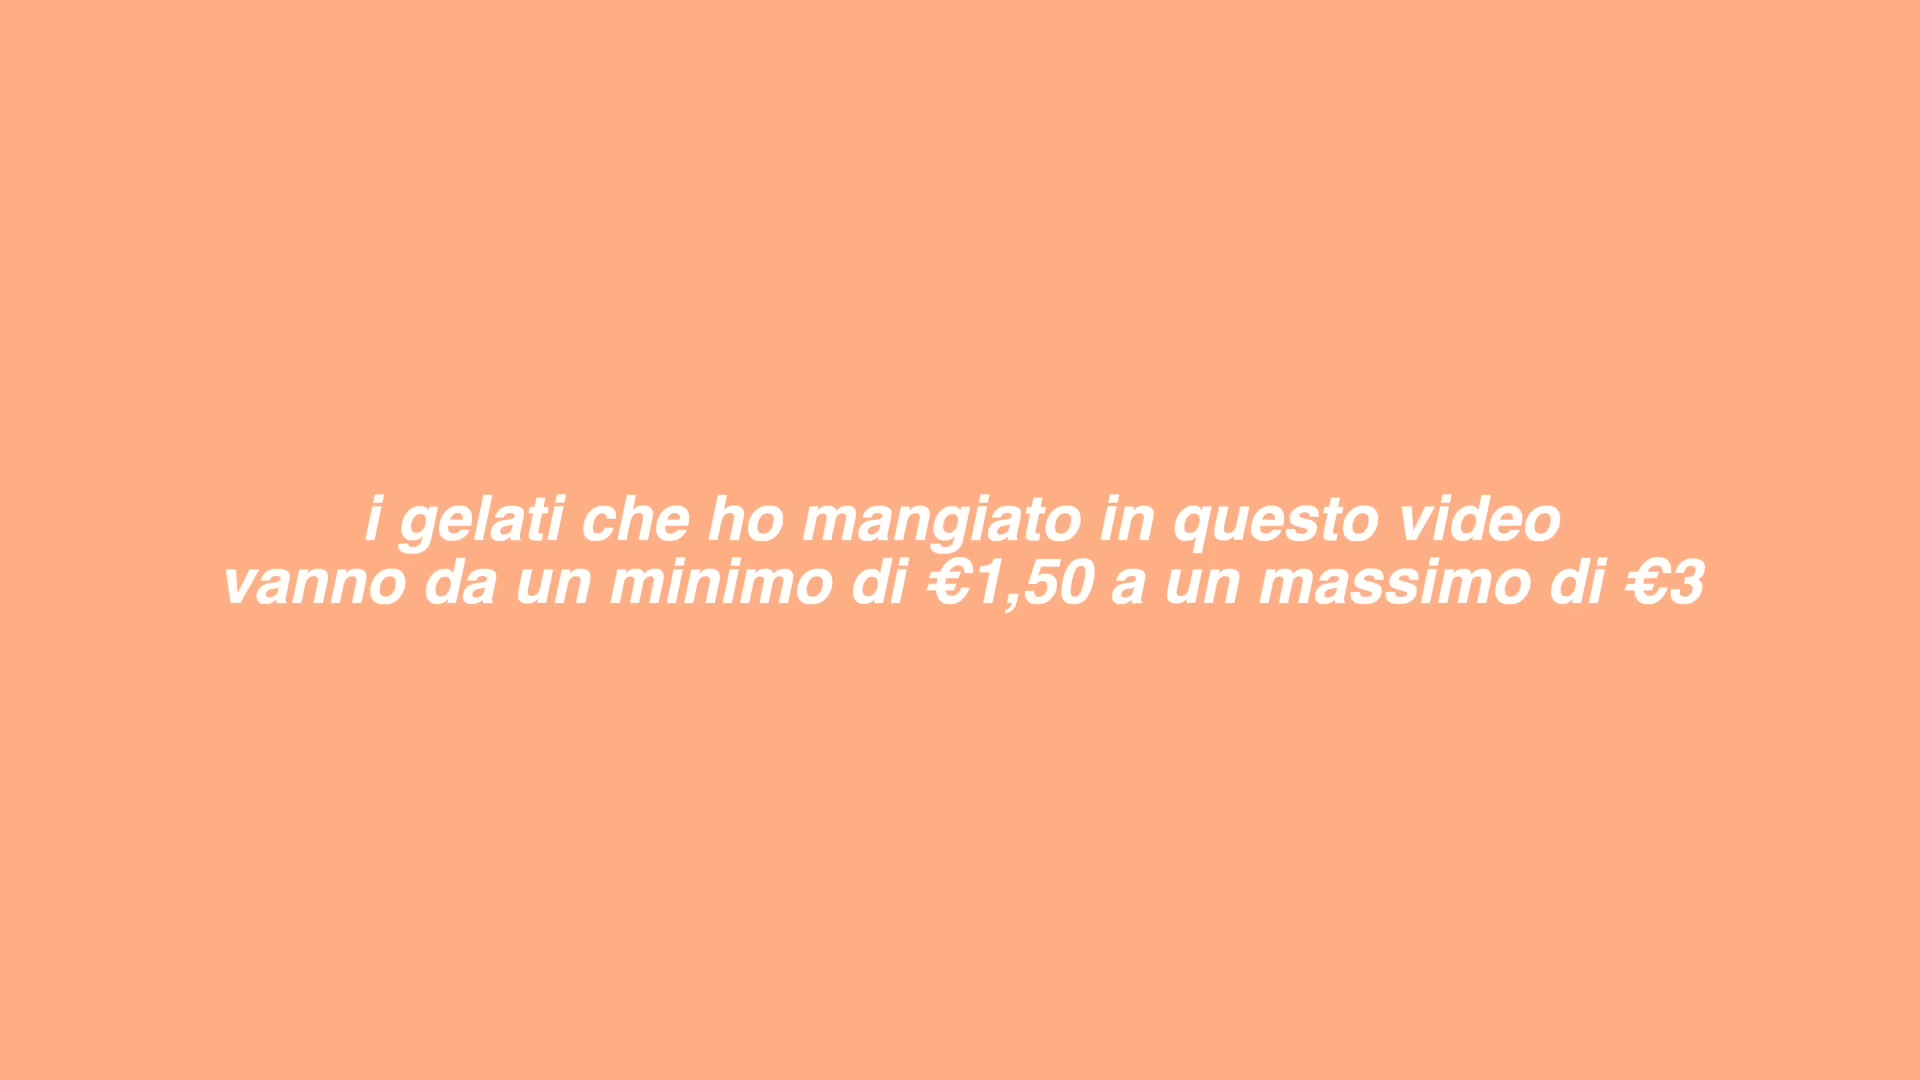 i gelati che ho mangiato in questo video
vanno da un minimo di €1,50 a un massimo di €3